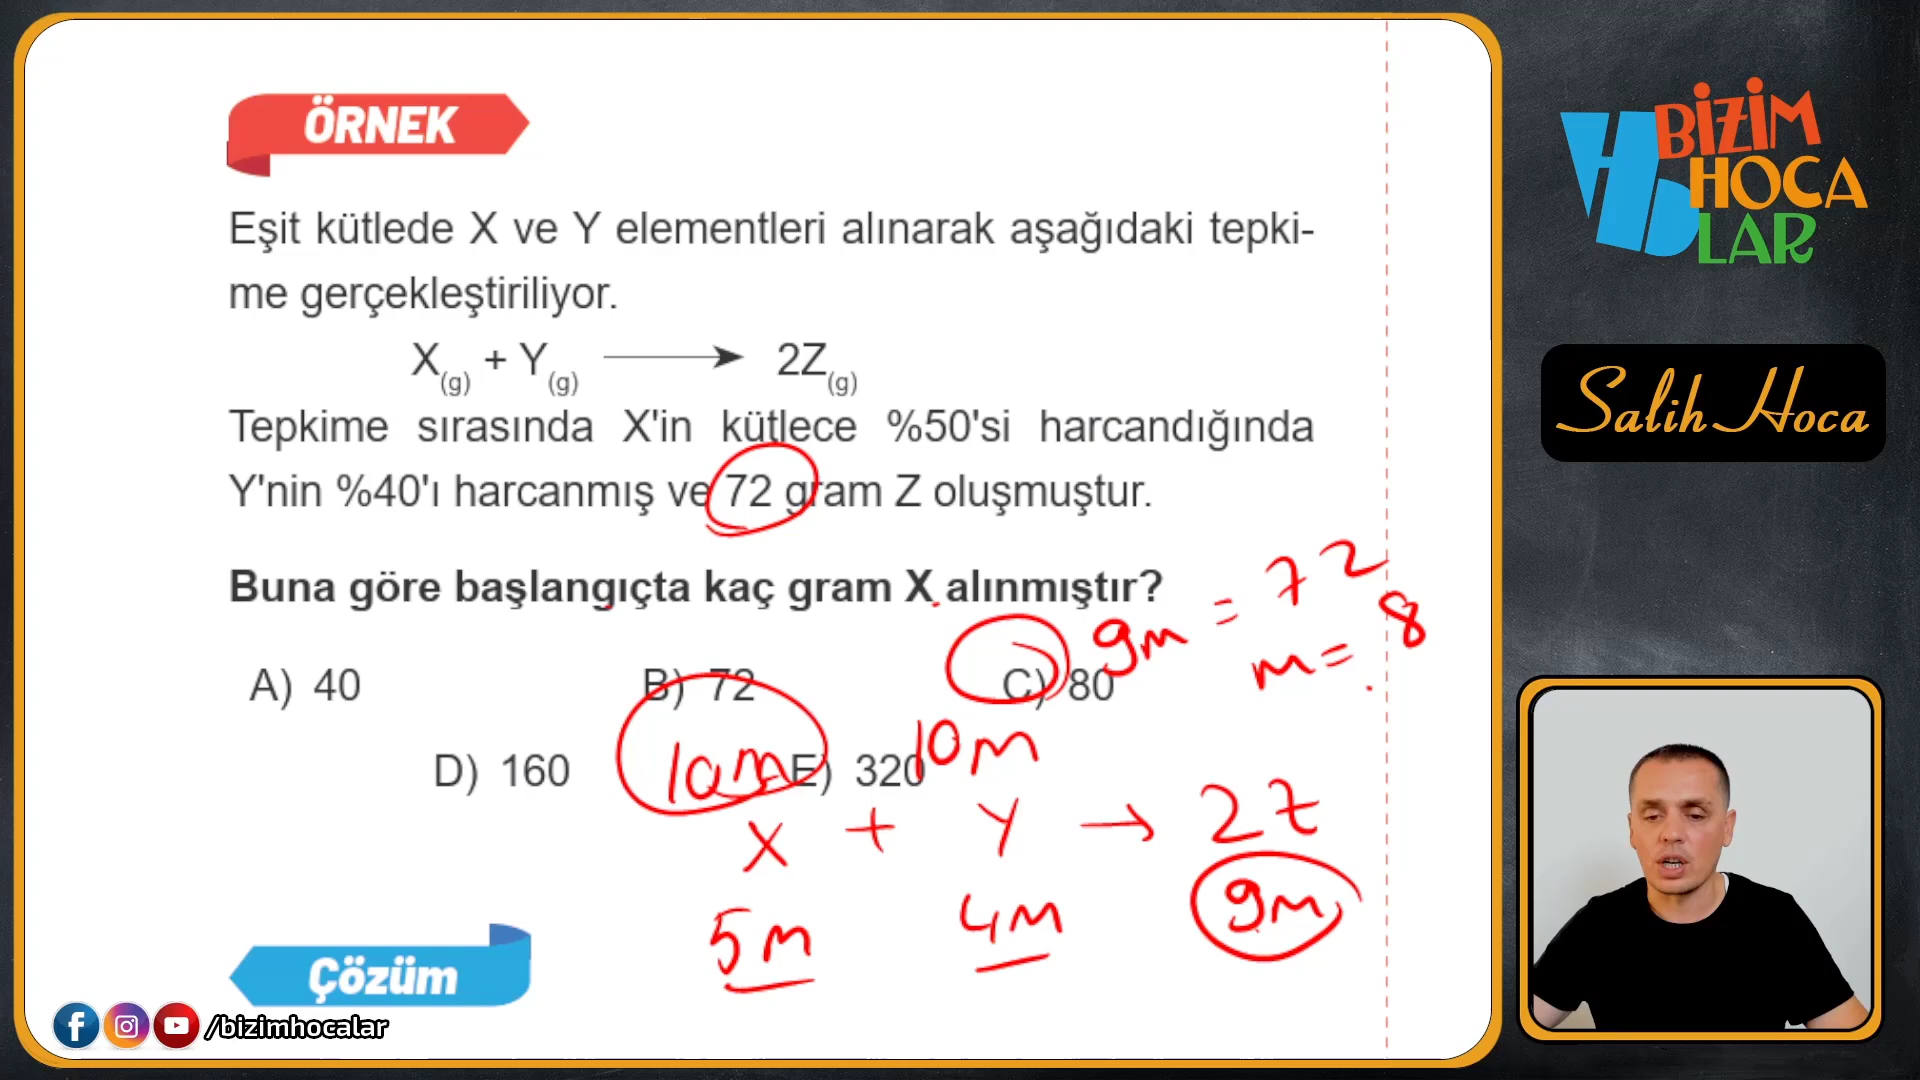 ÖRNEK
Eşit kütlede X ve Y elementleri alınarak aşağıdaki tepki-
me gerçekleştiriliyor.
X(g) + Y(g) ⟶ 2Z(g)
Tepkime sırasında X'in kütlece %50'si harcandığında
Y'nin %40'ı harcanmış ve 72 gram Z oluşmuştur.
Buna göre başlangıçta kaç gram X alınmıştır?
9m = 72
m = 8
A) 40 B) 72 C) 80
D) 160 E) 320
10m 10m
X + Y → 2Z
5m 4m 9m
Çözüm
/bizimhocalar
BİZİM
HOCA
LAR
Salih Hoca